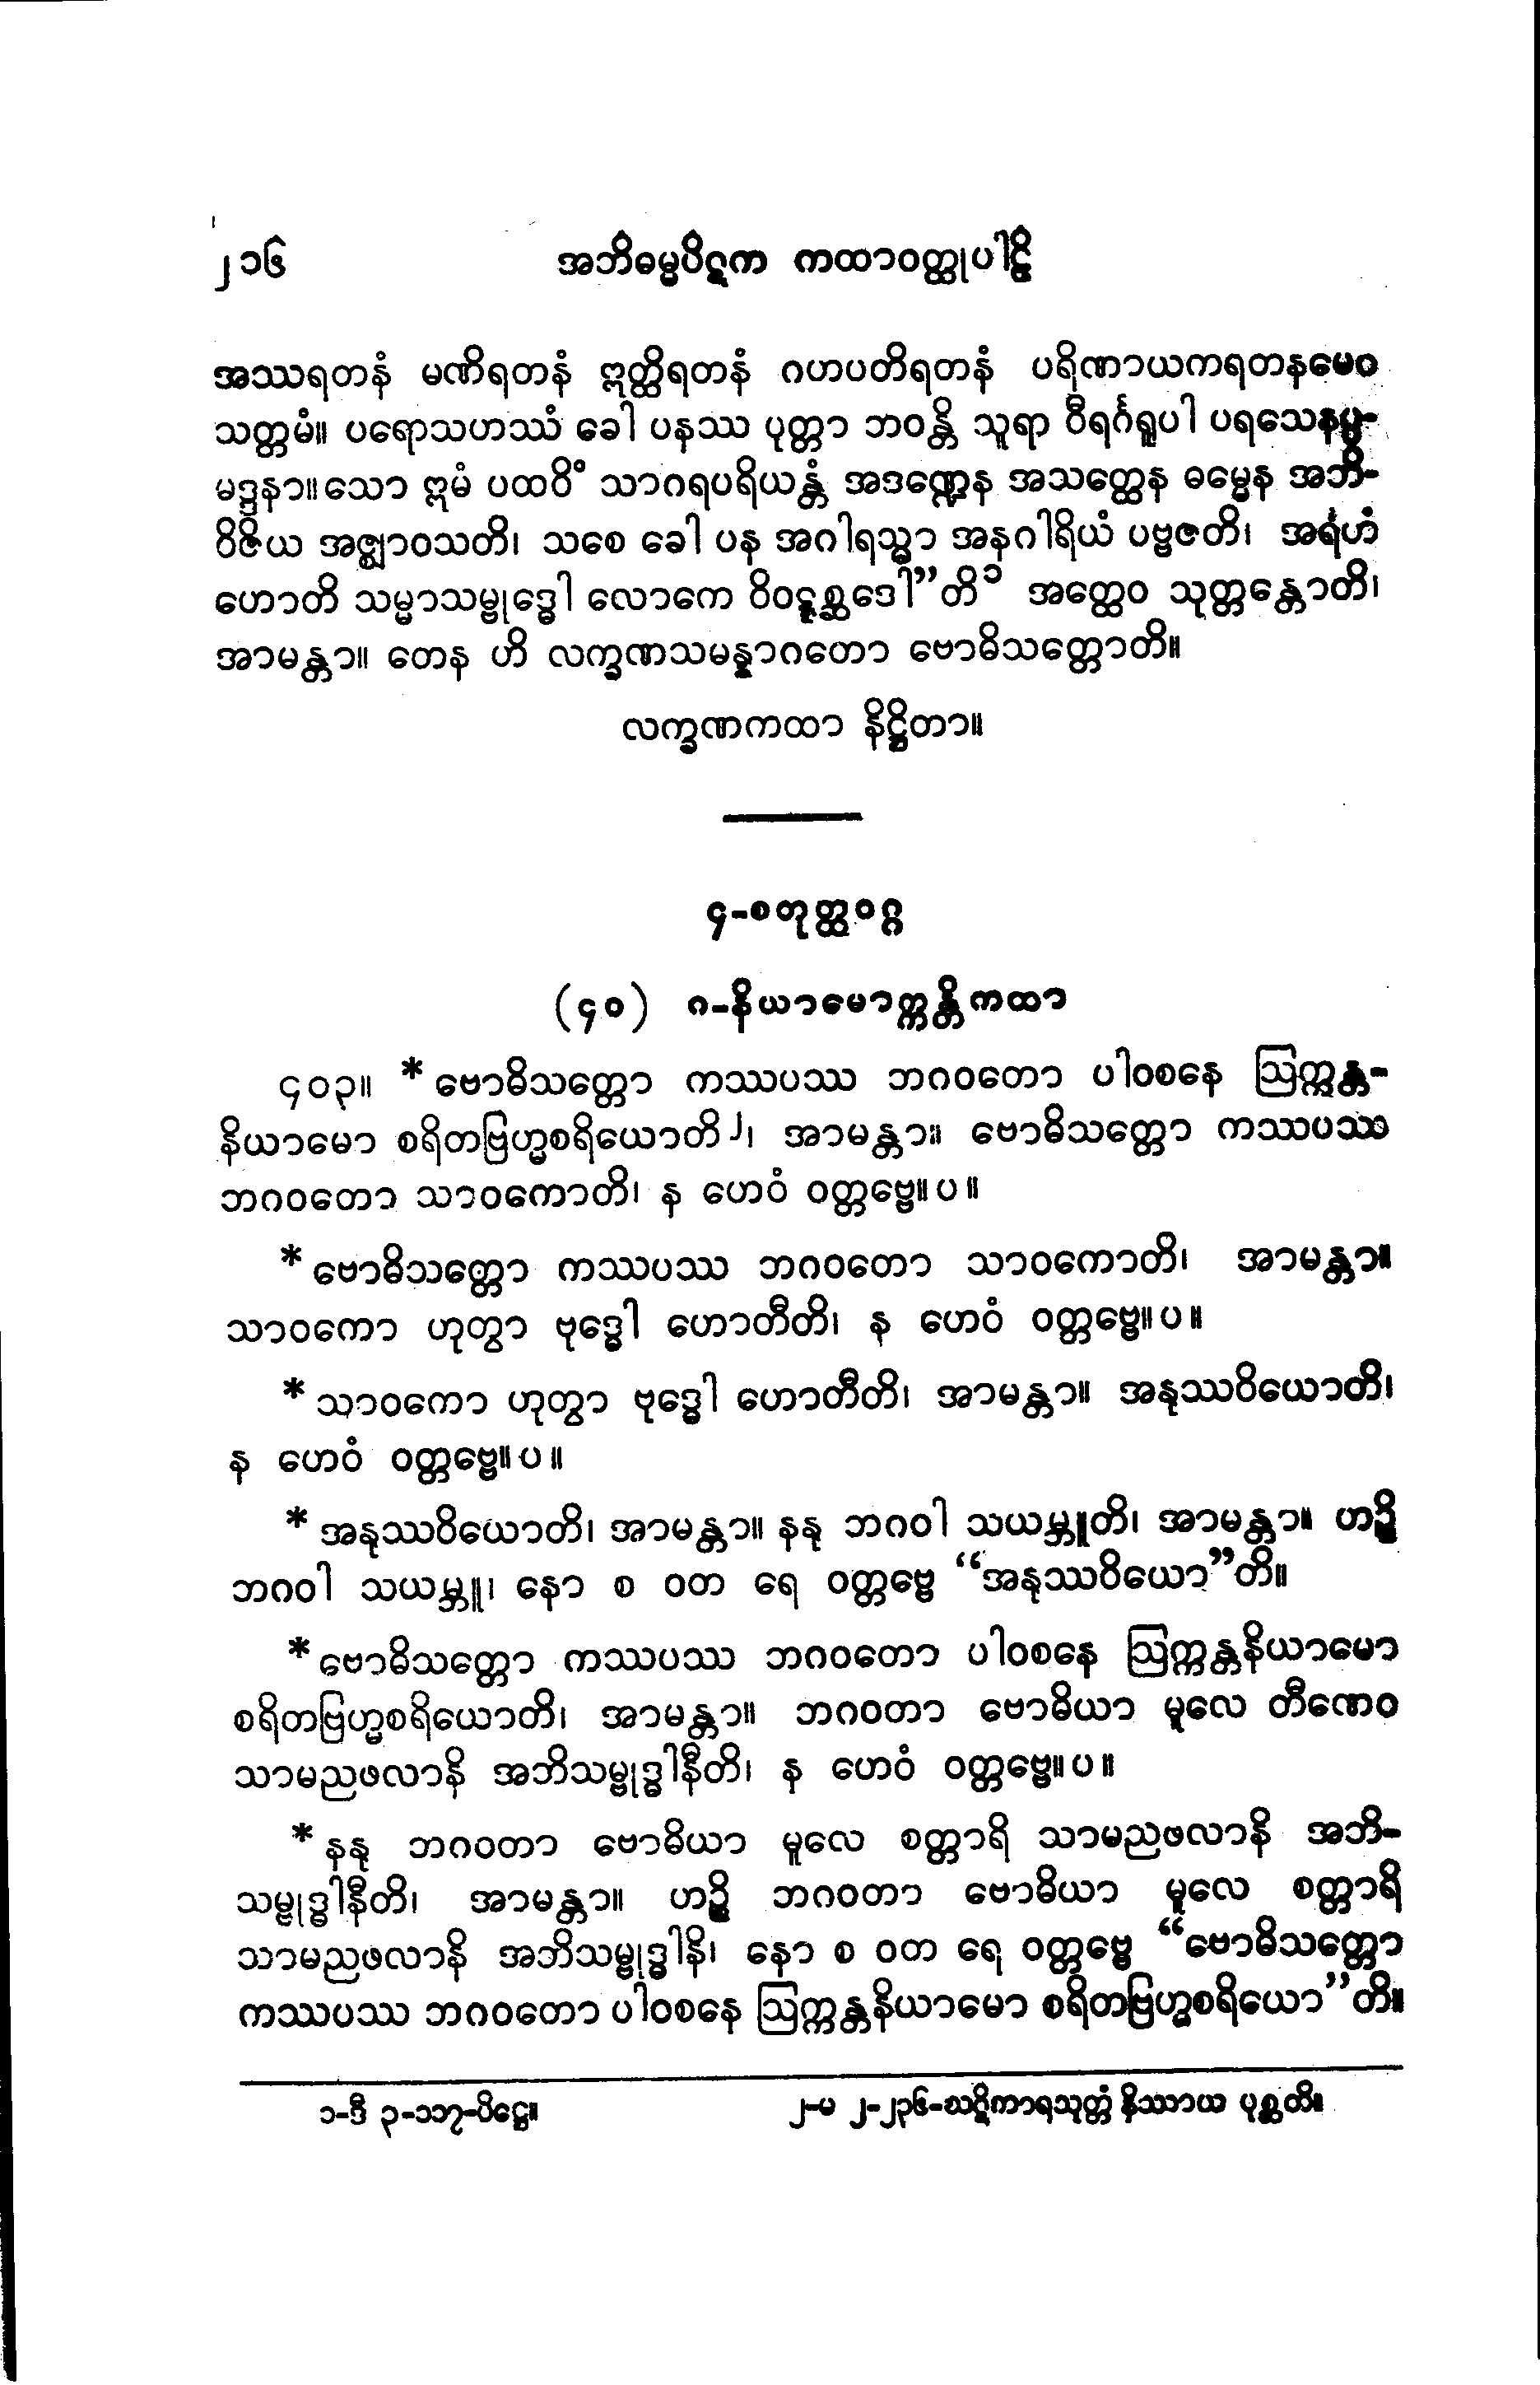 ၂၁၆ အဘိဓမ္မပိဋက ကထာဝတ္ထုပါဠိ
အဿရတနံ မဏိရတနံ ဣတ္ထိရတနံ ဂဟပတိရတနံ ပရိဏာယကရတနမေဝ
သတ္တမံ။ ပရောသဟဿံ ခေါ ပနဿ ပုတ္တာ ဘဝန္တိ သူရာ ဝီရင်္ဂရူပါ ပရသေနပ္ပ-
မဒ္ဒနာ။ သော ဣမံ ပထဝိံ သာဂရပရိယန္တံ အဒဏ္ဍေန အသတ္ထေန ဓမ္မေန အဘိ-
ဝိဇိယ အဇ္ဈာဝသတိ၊ သစေ ခေါ ပန အဂါရသ္မာ အနဂါရိယံ ပဗ္ဗဇတိ၊ အရဟံ
ဟောတိ သမ္မာသမ္ဗုဒ္ဓေါ လောကေ ဝိဝဋ္ဋစ္ဆဒေါ”တိ၁ အတ္ထေဝ သုတ္တန္တောတိ၊
အာမန္တာ။ တေန ဟိ လက္ခဏသမန္နာဂတော ဗောဓိသတ္တောတိ။
လက္ခဏကထာ နိဋ္ဌိတာ။
၄-စတုတ္ထဝဂ္ဂ
(၄၀) ဂ-နိယာမောက္ကန္တိကထာ
၄၀၃။ * ဗောဓိသတ္တော ကဿပဿ ဘဂဝတော ပါဝစနေ ဩက္ကန္တ-
နိယာမော စရိတဗြဟ္မစရိယောတိ၂၊ အာမန္တာ။ ဗောဓိသတ္တော ကဿပဿ
ဘဂဝတော သာဝကောတိ၊ န ဟေဝံ ဝတ္တဗ္ဗေ။ ပ ။
* ဗောဓိသတ္တော ကဿပဿ ဘဂဝတော သာဝကောတိ၊ အာမန္တာ။
သာဝကော ဟုတွာ ဗုဒ္ဓေါ ဟောတီတိ၊ န ဟေဝံ ဝတ္တဗ္ဗေ။ ပ ။
* သာဝကော ဟုတွာ ဗုဒ္ဓေါ ဟောတီတိ၊ အာမန္တာ။ အနုဿဝိယောတိ၊
န ဟေဝံ ဝတ္တဗ္ဗေ။ ပ ။
* အနုဿဝိယောတိ၊ အာမန္တာ။ နနု ဘဂဝါ သယမ္ဘူတိ၊ အာမန္တာ။ ဟဉ္စိ
ဘဂဝါ သယမ္ဘူ၊ နော စ ဝတ ရေ ဝတ္တဗ္ဗေ “အနုဿဝိယော”တိ။
* ဗောဓိသတ္တော ကဿပဿ ဘဂဝတော ပါဝစနေ ဩက္ကန္တနိယာမော
စရိတဗြဟ္မစရိယောတိ၊ အာမန္တာ။ ဘဂဝတာ ဗောဓိယာ မူလေ တီဏေဝ
သာမညဖလာနိ အဘိသမ္ဗုဒ္ဓါနီတိ၊ န ဟေဝံ ဝတ္တဗ္ဗေ။ ပ ။
* နနု ဘဂဝတာ ဗောဓိယာ မူလေ စတ္တာရိ သာမညဖလာနိ အဘိ-
သမ္ဗုဒ္ဓါနီတိ၊ အာမန္တာ။ ဟဉ္စိ ဘဂဝတာ ဗောဓိယာ မူလေ စတ္တာရိ
သာမညဖလာနိ အဘိသမ္ဗုဒ္ဓါနိ၊ နော စ ဝတ ရေ ဝတ္တဗ္ဗေ “ဗောဓိသတ္တော
ကဿပဿ ဘဂဝတော ပါဝစနေ ဩက္ကန္တနိယာမော စရိတဗြဟ္မစရိယော”တိ။
၁-ဒီ ၃-၁၁၇-ပိဋ္ဌေ။ ၂-မ ၂-၂၃၆-ဃဋိကာရသုတ္တံ နိဿာယ ပုစ္ဆတိ။